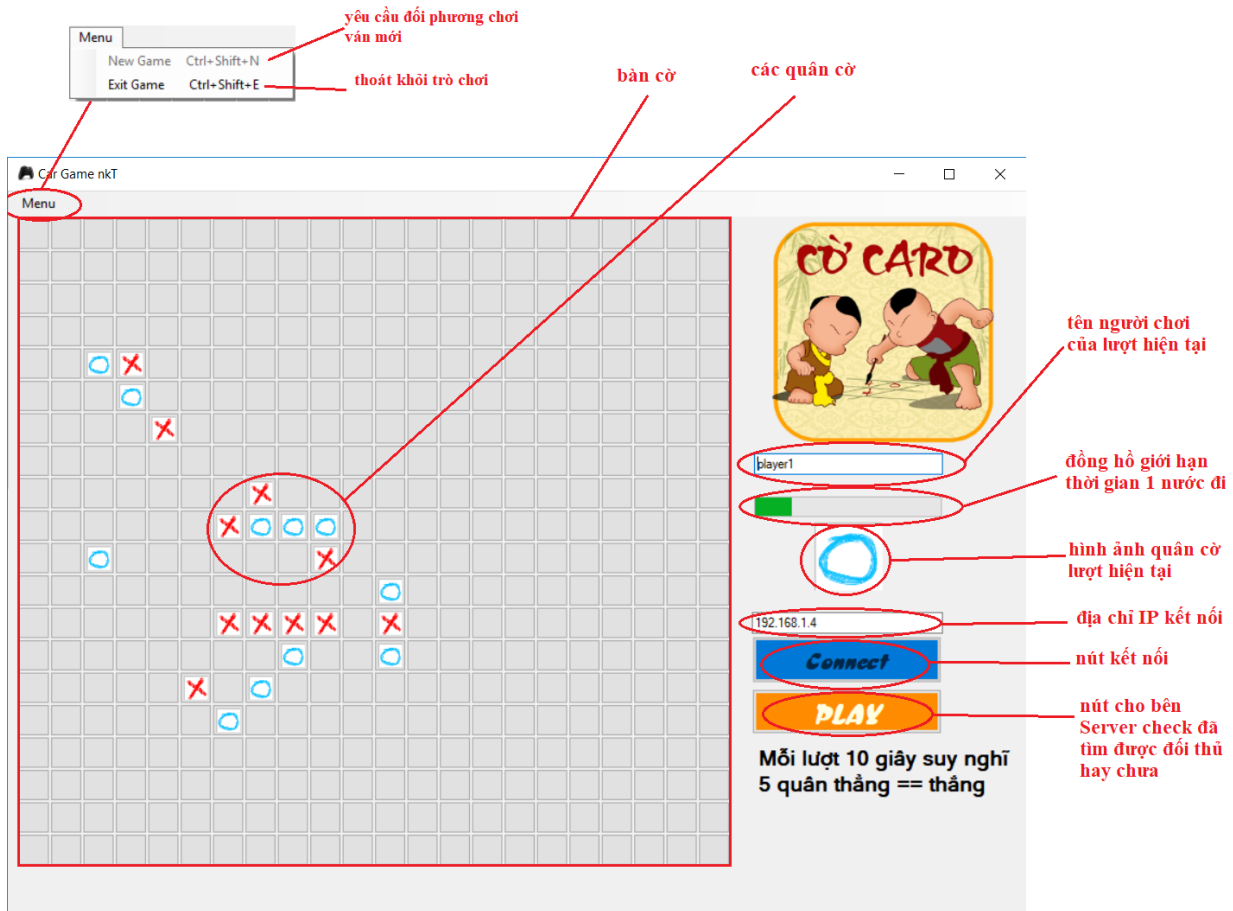 yêu cầu đối phương chơi
ván mới
Menu
New Game Ctrl+Shift+N
Exit Game Ctrl+Shift+E
thoát khỏi trò chơi
bàn cờ
các quân cờ
Car Game nkT
Menu
CỜ CARO
tên người chơi
của lượt hiện tại
player1
đồng hồ giới hạn
thời gian 1 nước đi
hình ảnh quân cờ
lượt hiện tại
192.168.1.4
địa chỉ IP kết nối
Connect
nút kết nối
PLAY
nút cho bên
Server check đã
tìm được đối thủ
hay chưa
Mỗi lượt 10 giây suy nghĩ
5 quân thẳng == thắng